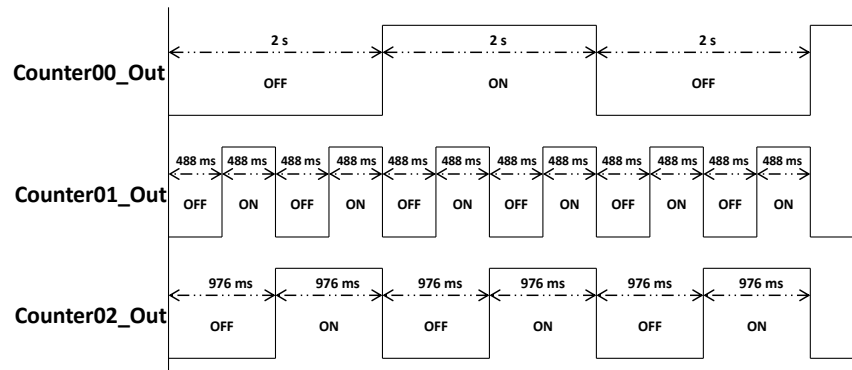 2 s 2 s 2 s
Counter00_Out
OFF ON OFF
488 ms 488 ms 488 ms 488 ms 488 ms 488 ms 488 ms 488 ms 488 ms 488 ms 488 ms 488 ms
Counter01_Out
OFF ON OFF ON OFF ON OFF ON OFF ON OFF ON
976 ms 976 ms 976 ms 976 ms 976 ms 976 ms
Counter02_Out
OFF ON OFF ON OFF ON